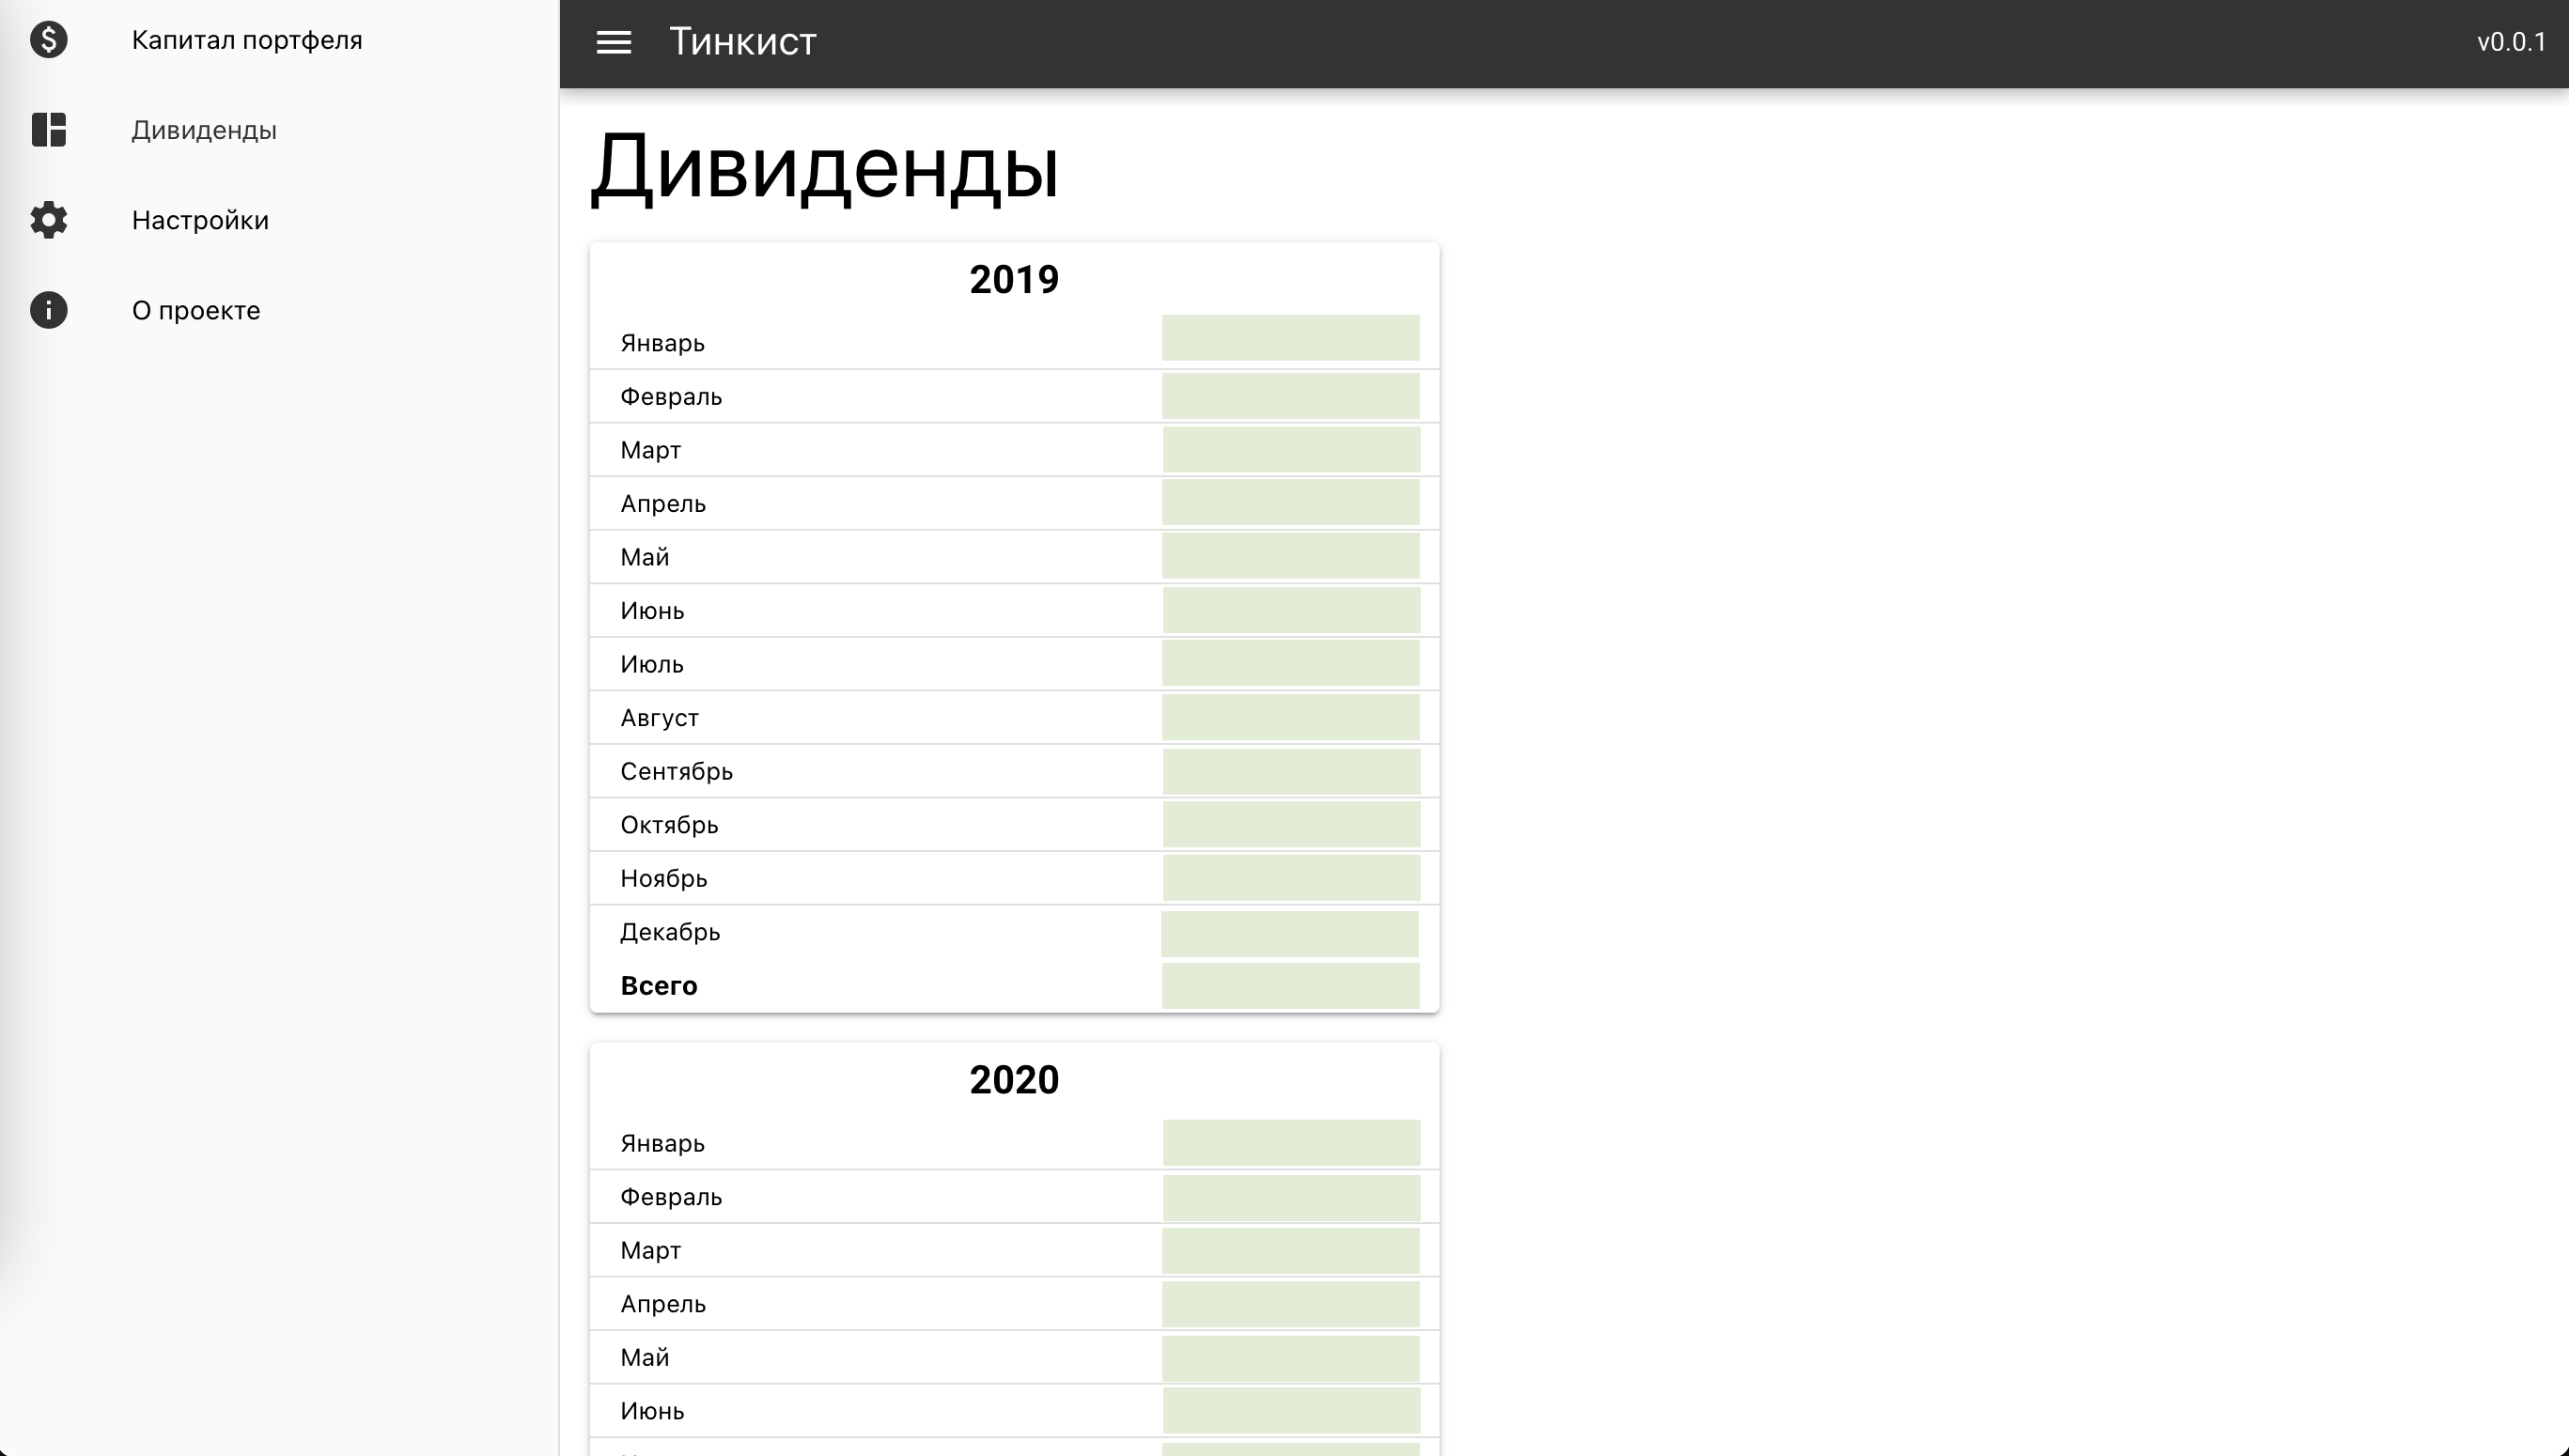 Капитал портфеля
Дивиденды
Настройки
О проекте
Тинкист
v0.0.1
Дивиденды
2019
Январь
Февраль
Март
Апрель
Май
Июнь
Июль
Август
Сентябрь
Октябрь
Ноябрь
Декабрь
Всего
2020
Январь
Февраль
Март
Апрель
Май
Июнь